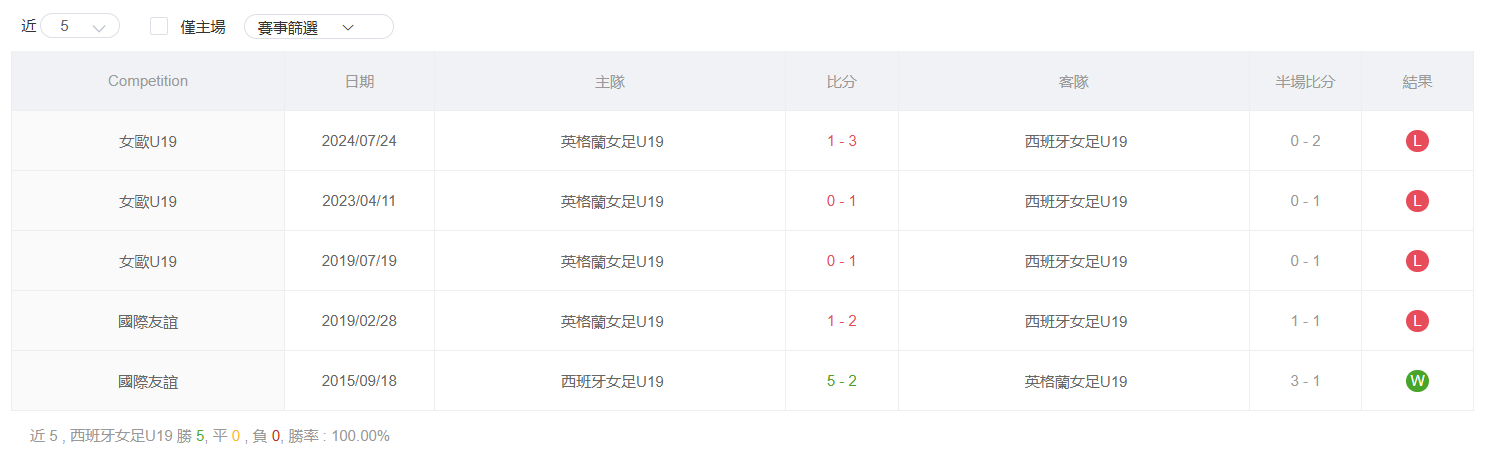 近 5 僅主場 賽事篩選
Competition 日期 主隊 比分 客隊 半場比分 結果
女歐U19 2024/07/24 英格蘭女足U19 1 - 3 西班牙女足U19 0 - 2 L
女歐U19 2023/04/11 英格蘭女足U19 0 - 1 西班牙女足U19 0 - 1 L
女歐U19 2019/07/19 英格蘭女足U19 0 - 1 西班牙女足U19 0 - 1 L
國際友誼 2019/02/28 英格蘭女足U19 1 - 2 西班牙女足U19 1 - 1 L
國際友誼 2015/09/18 西班牙女足U19 5 - 2 英格蘭女足U19 3 - 1 W
近 5 , 西班牙女足U19 勝 5, 平 0 , 負 0, 勝率 : 100.00%